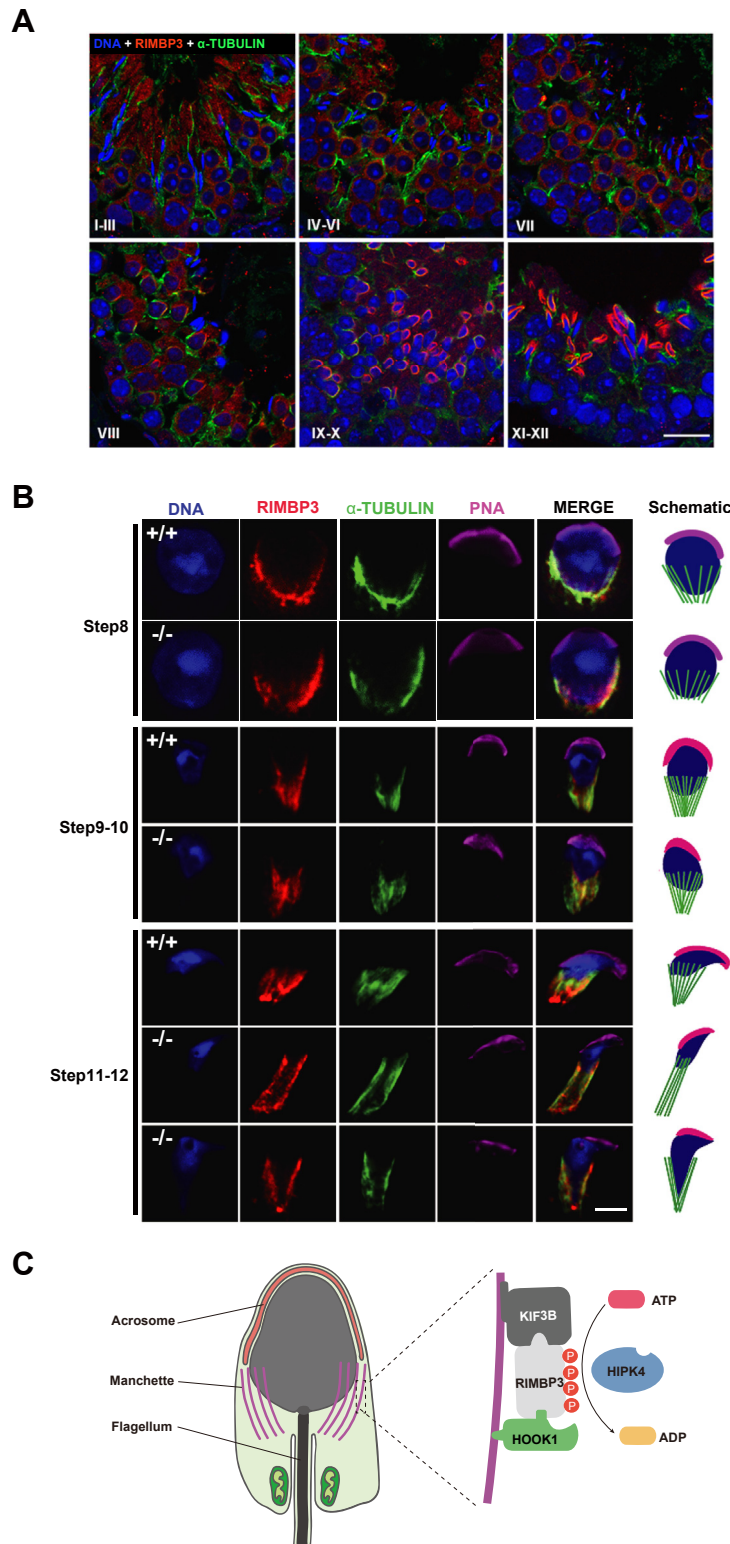 A
DNA + RIMBP3 + α-TUBULIN
I-III
IV-VI
VII
VIII
IX-X
XI-XII
B
DNA RIMBP3 α-TUBULIN PNA MERGE Schematic
+/+
Step8
-/-
+/+
Step9-10
-/-
+/+
-/-
Step11-12
-/-
C
Acrosome
Manchette
Flagellum
KIF3B
RIMBP3
P
P
P
P
HOOK1
ATP
HIPK4
ADP